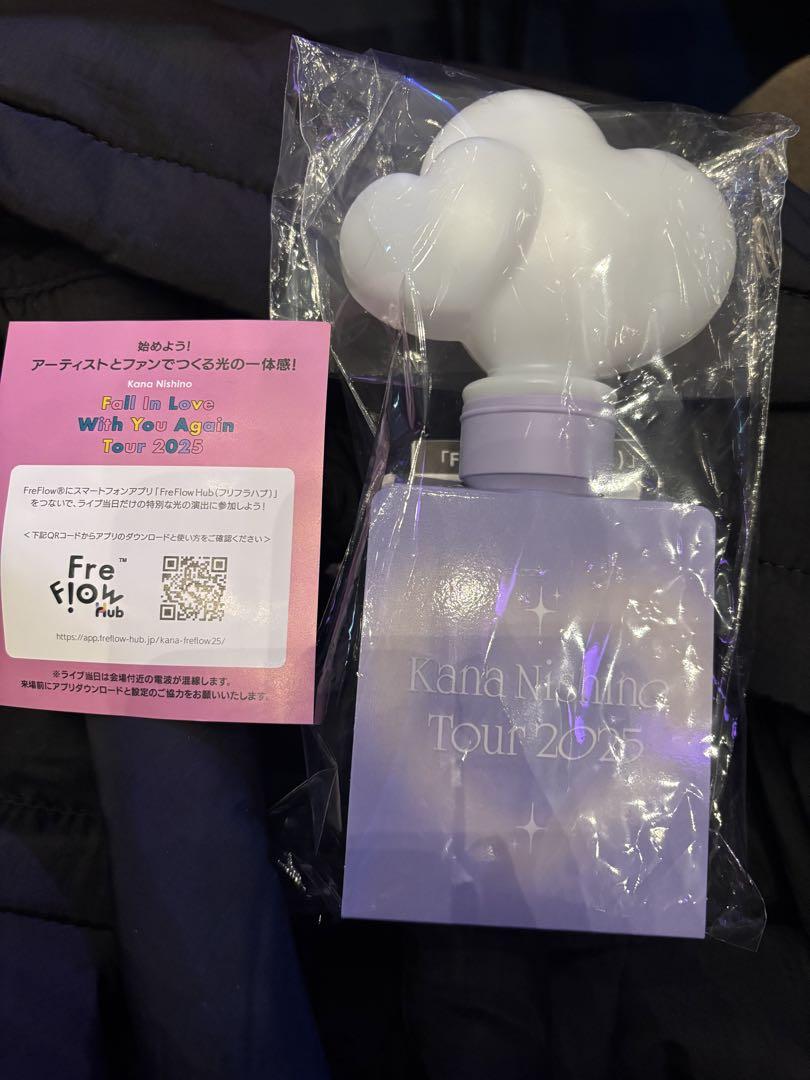 始めよう!
アーティストとファンでつくる光の一体感!
Kana Nishino
Fall In Love
With You Again
Tour 2025
FreFlow®にスマートフォンアプリ「FreFlow Hub(フリフラハブ)」
をつないで、ライブ当日だけの特別な光の演出に参加しよう!
<下記QRコードからアプリのダウンロードと使い方をご確認ください>
Fre™
Flow
Hub
https://app.freflow-hub.jp/kana-freflow25/
※ライブ当日は会場付近の電波が混線します。
来場前にアプリダウンロードと設定のご協力をお願いいたします。
「F
)」
Kana Nishino
Tour 2025